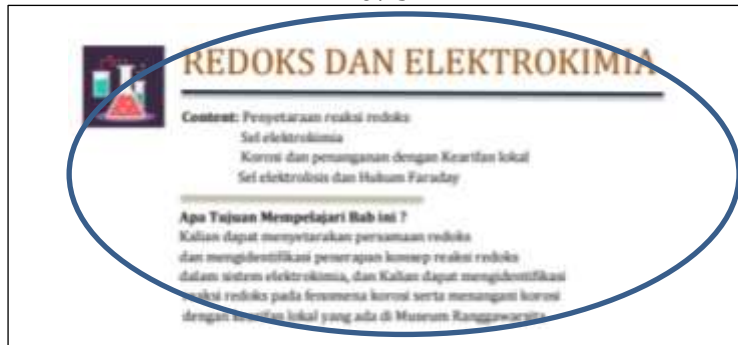 REDOKS DAN ELEKTROKIMIA
Content: Penyetaraan reaksi redoks
Sel elektrokimia
Korosi dan penanganan dengan Kearifan lokal
Sel elektrolisis dan Hukum Faraday
Apa Tujuan Mempelajari Bab ini ?
Kalian dapat menyetarakan persamaan redoks
dan mengidentifikasi penerapan konsep reaksi redoks
dalam sistem elektrokimia, dan Kalian dapat mengidentifikasi
reaksi redoks pada fenomena korosi serta menangani korosi
dengan kearifan lokal yang ada di Museum Ranggawarsita